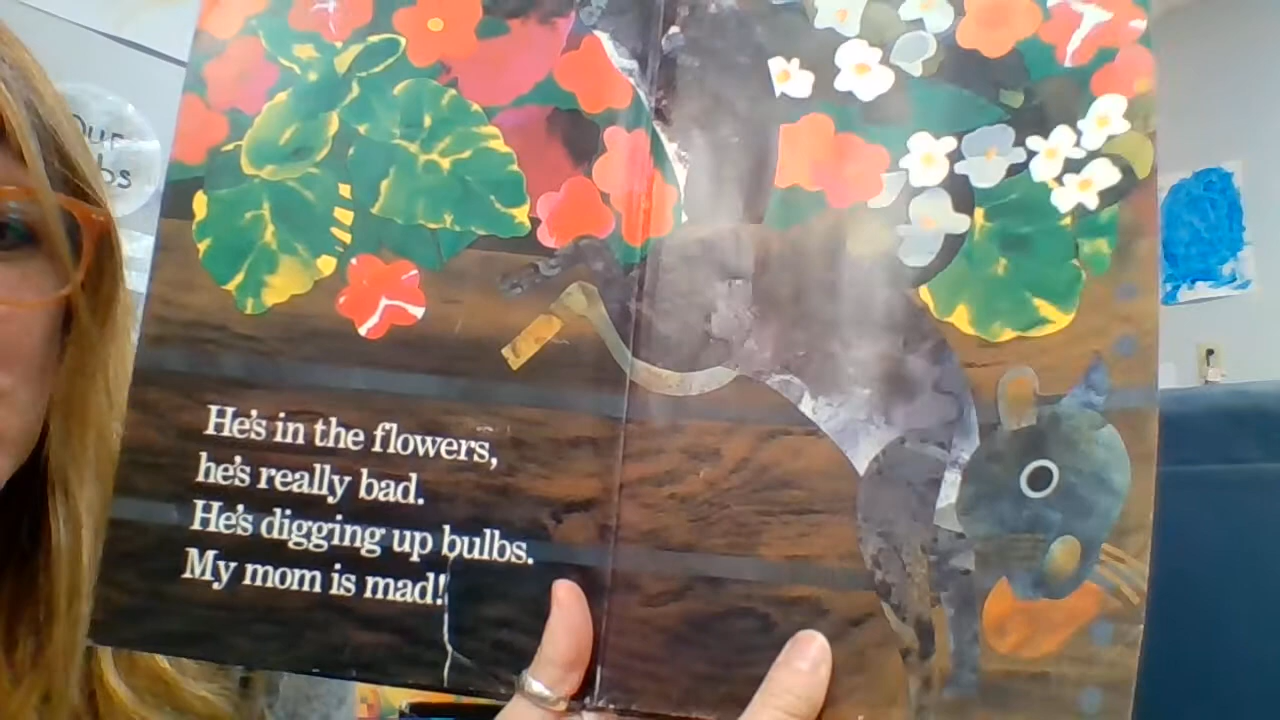 He's in the flowers,
he's really bad.
He's digging up bulbs.
My mom is mad!